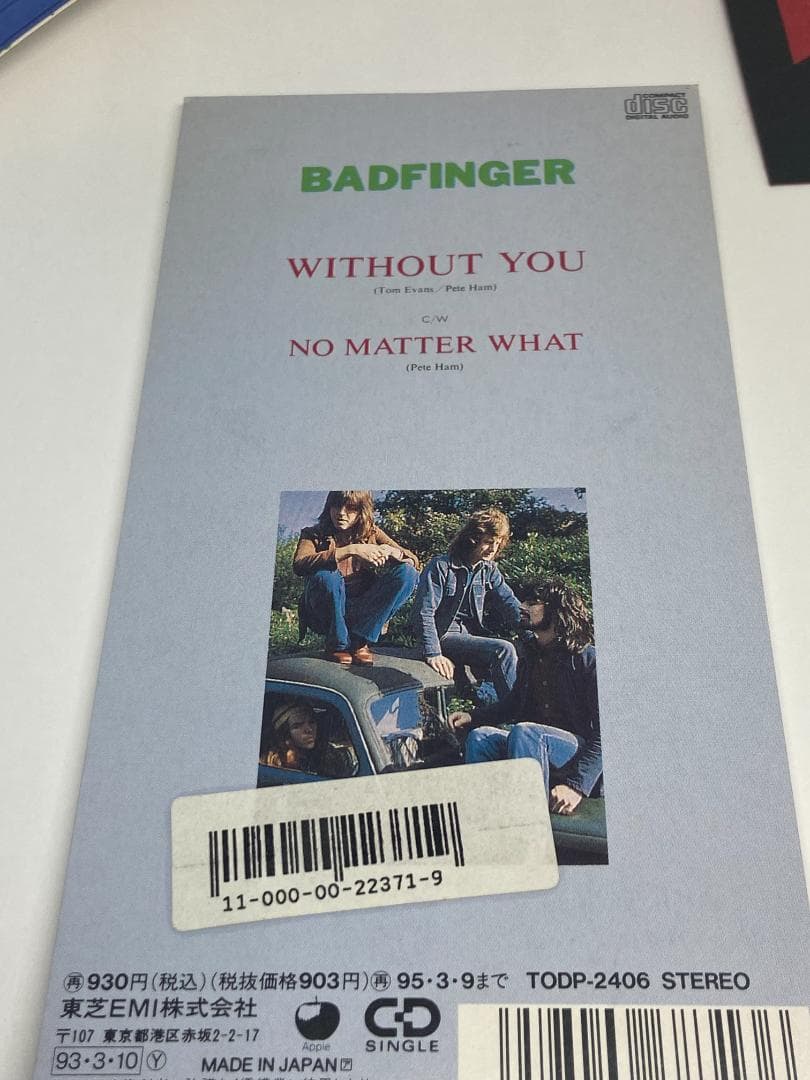 COMPACT
disc
DIGITAL AUDIO
BADFINGER
WITHOUT YOU
(Tom Evans/Pete Ham)
C/W
NO MATTER WHAT
(Pete Ham)
11-000-00-22371-9
再930円(税込)(税抜価格903円)再95・3・9まで TODP-2406 STEREO
東芝EMI株式会社
〒107 東京都港区赤坂2-2-17
Apple
CD
SINGLE
93・3・10 Y
MADE IN JAPAN